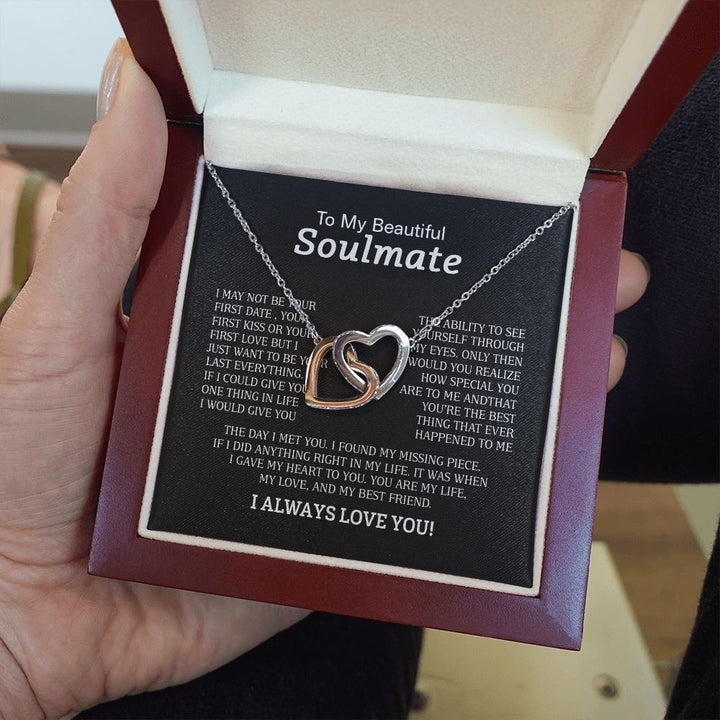 To My Beautiful
Soulmate
I MAY NOT BE YOUR
FIRST DATE , YOUR
FIRST KISS OR YOUR
FIRST LOVE BUT I
JUST WANT TO BE YOUR
LAST EVERYTHING.
IF I COULD GIVE YOU
ONE THING IN LIFE
I WOULD GIVE YOU
THE ABILITY TO SEE
YOURSELF THROUGH
MY EYES. ONLY THEN
WOULD YOU REALIZE
HOW SPECIAL YOU
ARE TO ME ANDTHAT
YOU'RE THE BEST
THING THAT EVER
HAPPENED TO ME
THE DAY I MET YOU, I FOUND MY MISSING PIECE.
IF I DID ANYTHING RIGHT IN MY LIFE. IT WAS WHEN
I GAVE MY HEART TO YOU. YOU ARE MY LIFE,
MY LOVE, AND MY BEST FRIEND.
I ALWAYS LOVE YOU!